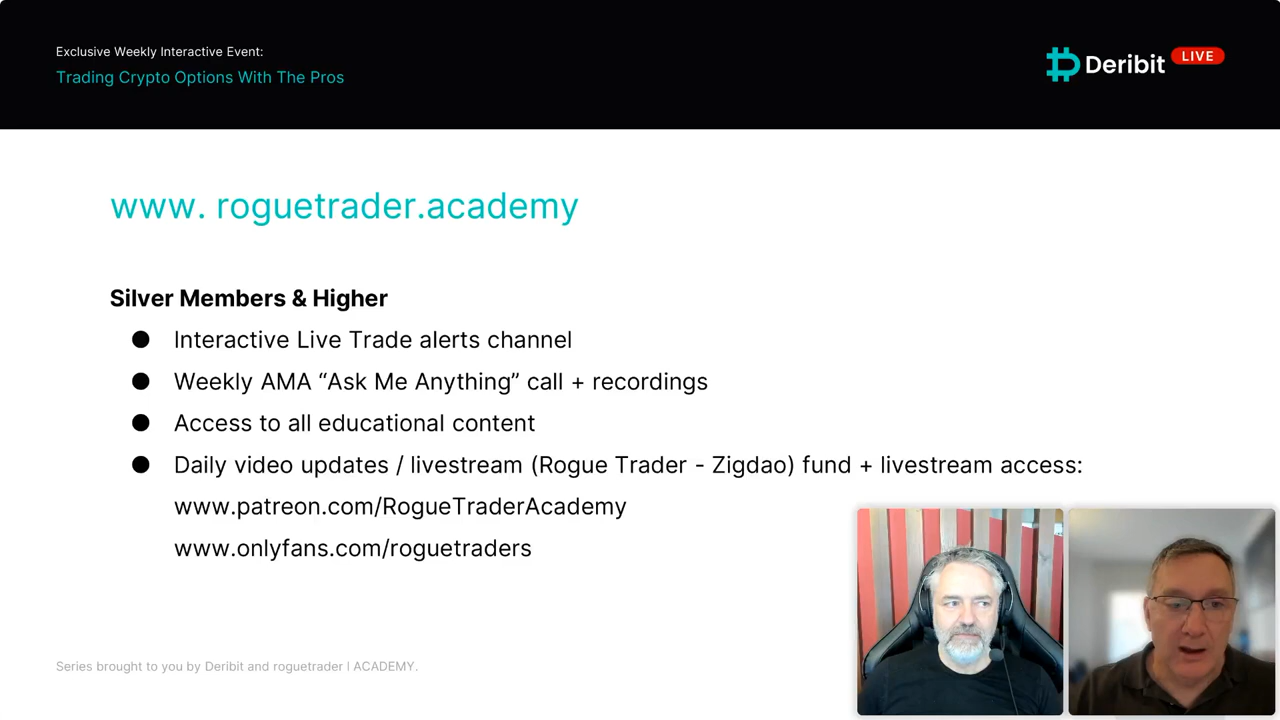 Exclusive Weekly Interactive Event:
Trading Crypto Options With The Pros
Deribit LIVE
www. roguetrader.academy
Silver Members & Higher
● Interactive Live Trade alerts channel
● Weekly AMA “Ask Me Anything” call + recordings
● Access to all educational content
● Daily video updates / livestream (Rogue Trader - Zigdao) fund + livestream access:
www.patreon.com/RogueTraderAcademy
www.onlyfans.com/roguetraders
Series brought to you by Deribit and roguetrader | ACADEMY.